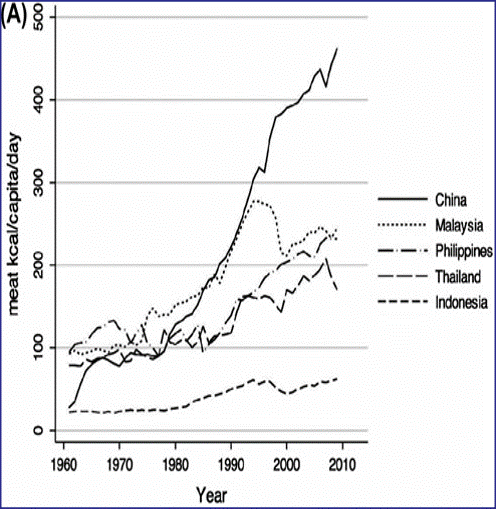 (A)
meat kcal/capita/day
500
400
300
200
100
0
1960 1970 1980 1990 2000 2010
Year
China
Malaysia
Philippines
Thailand
Indonesia